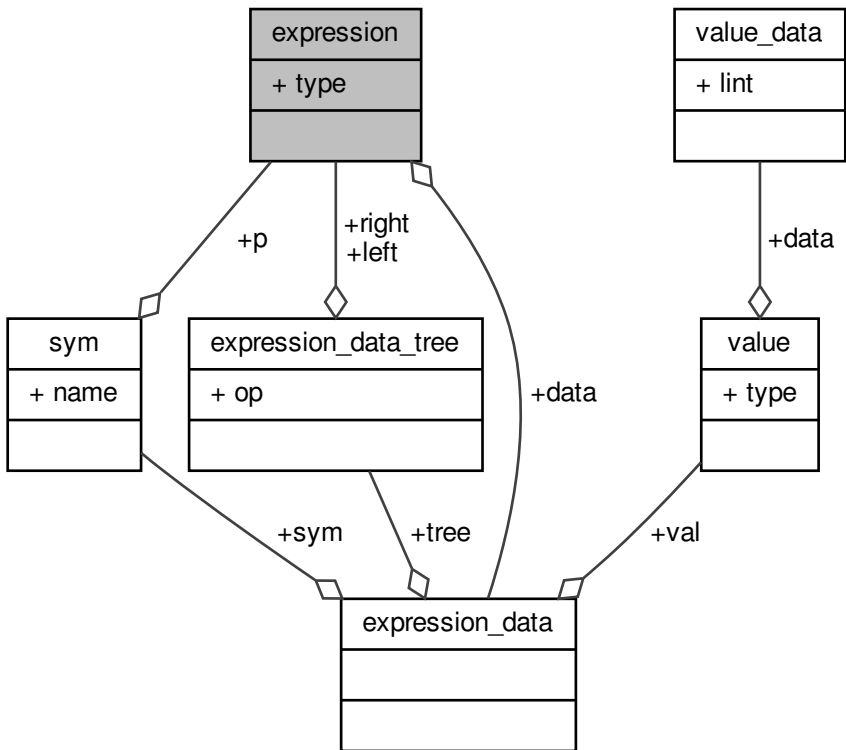 expression
+ type
value_data
+ lint
+p
+right
+left
+data
sym
+ name
expression_data_tree
+ op
+data
value
+ type
+sym
+tree
+val
expression_data